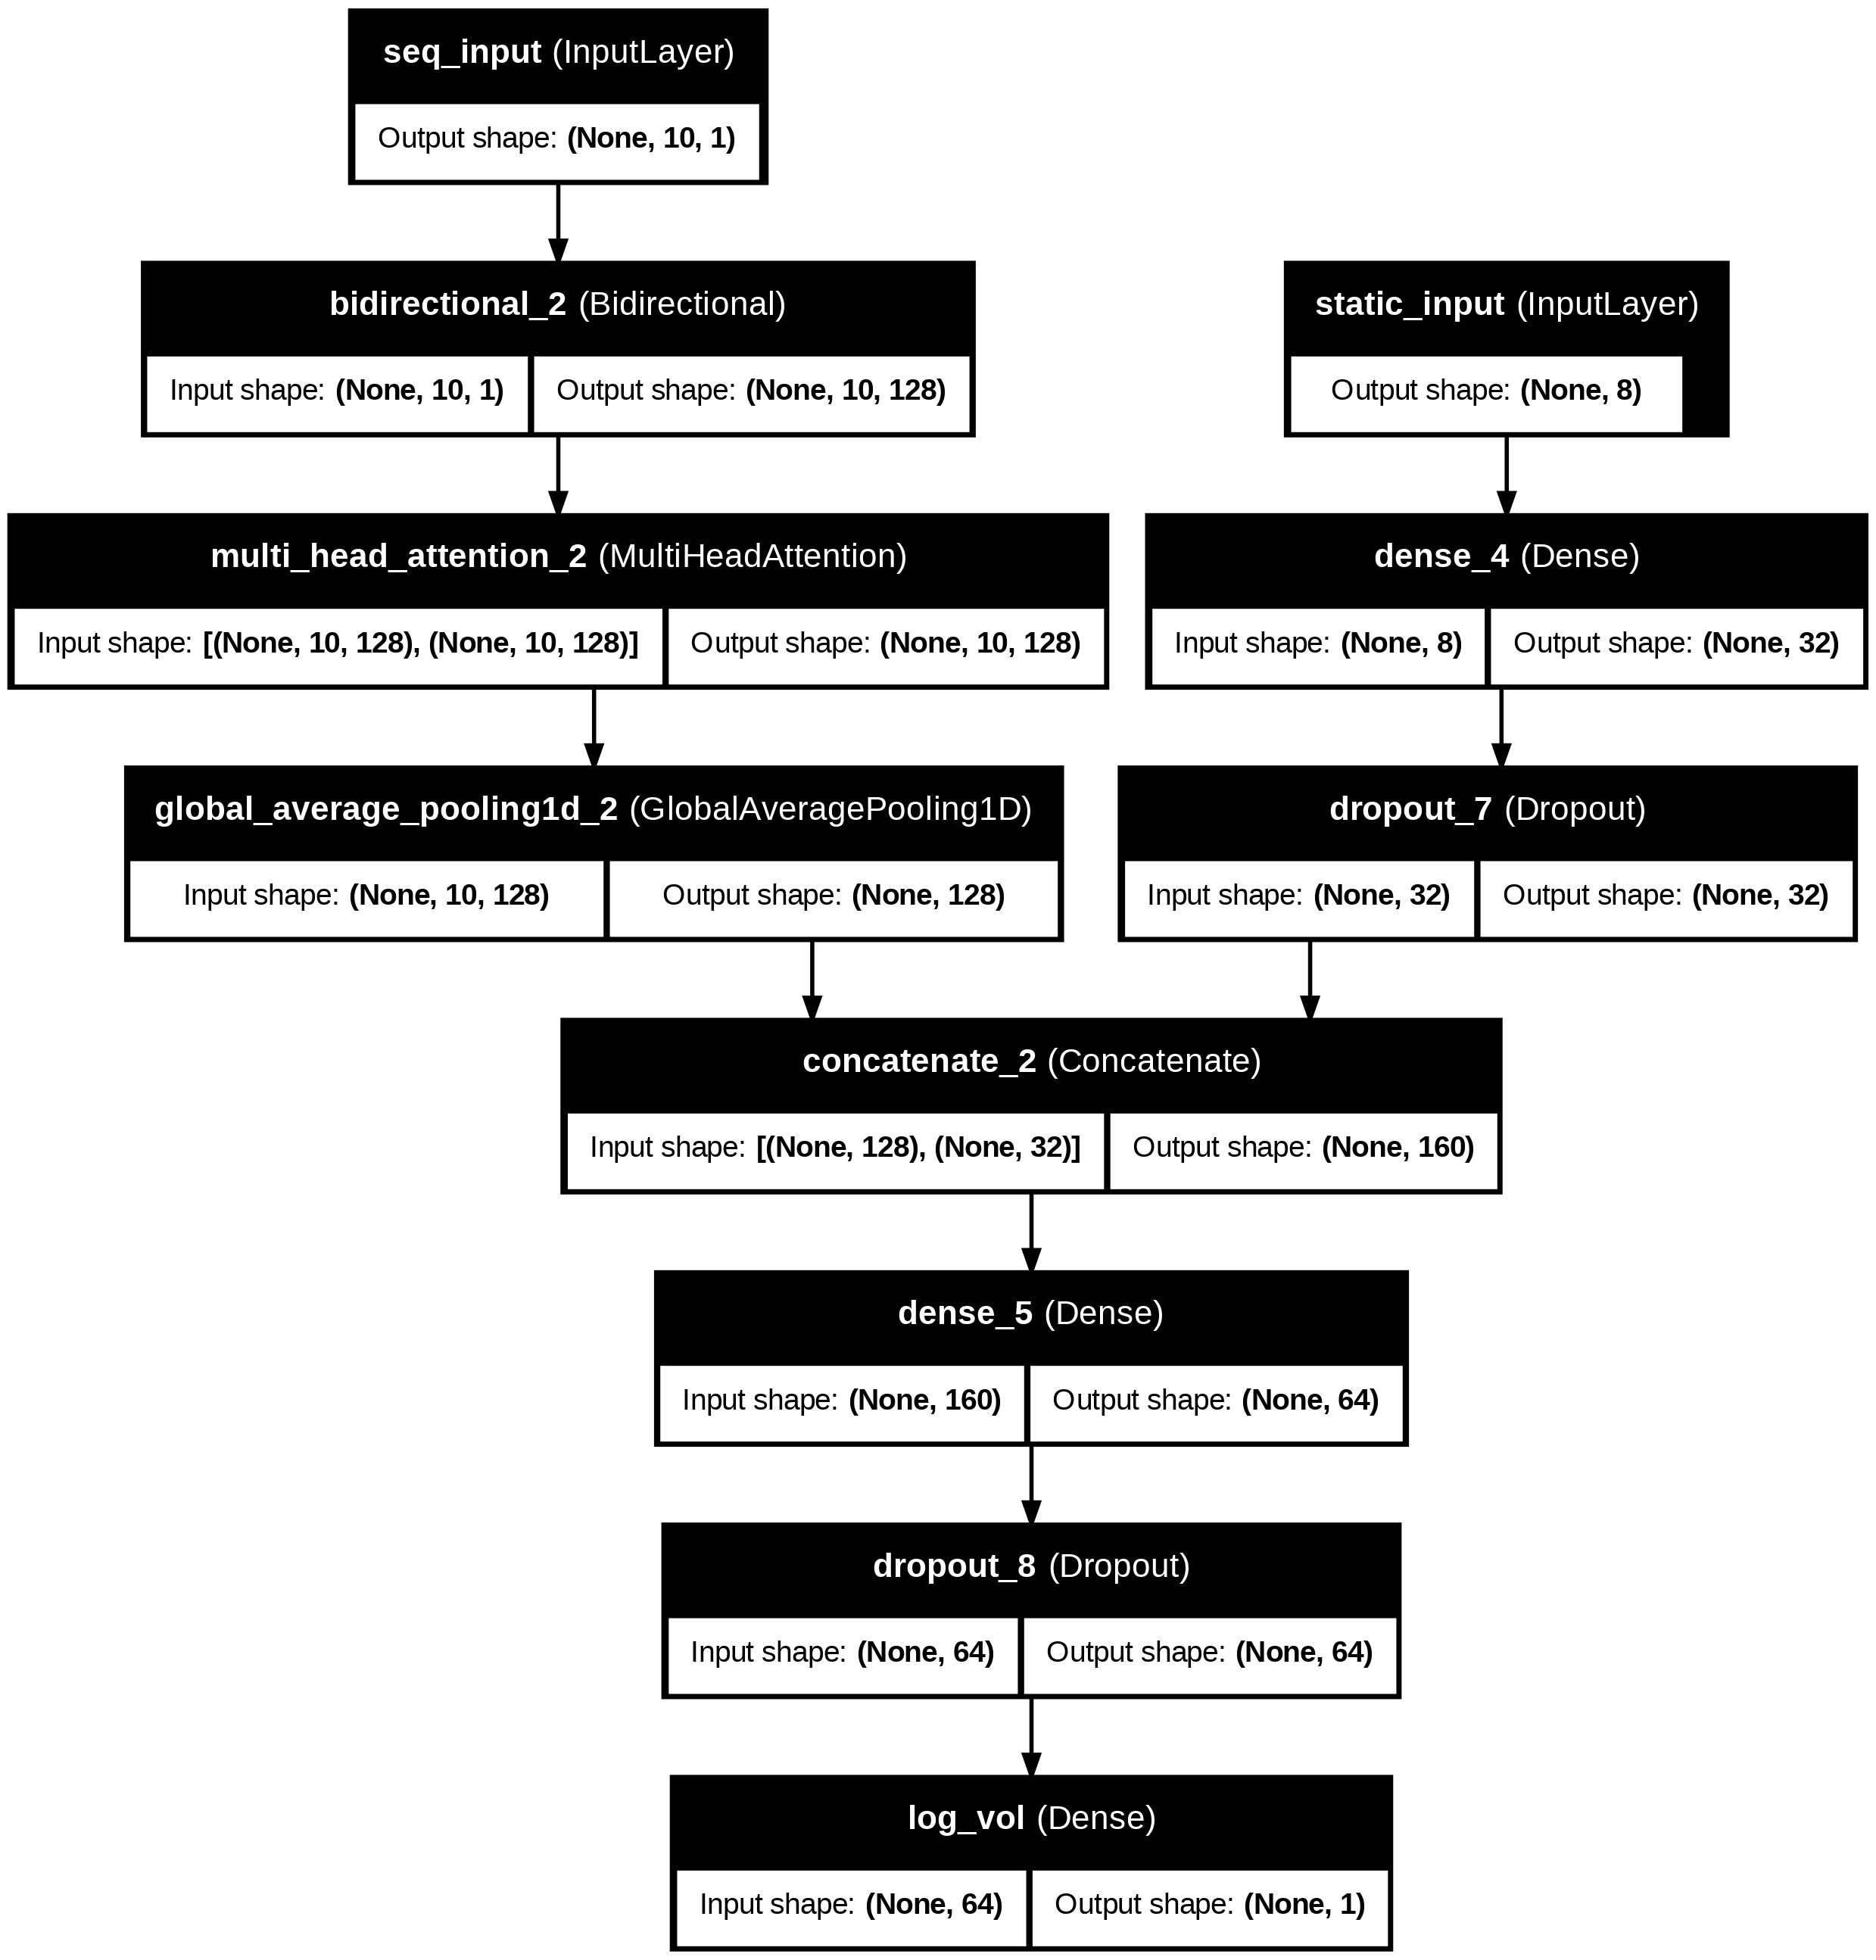 seq_input (InputLayer)
Output shape: (None, 10, 1)
bidirectional_2 (Bidirectional)
Input shape: (None, 10, 1) Output shape: (None, 10, 128)
static_input (InputLayer)
Output shape: (None, 8)
multi_head_attention_2 (MultiHeadAttention)
Input shape: [(None, 10, 128), (None, 10, 128)] Output shape: (None, 10, 128)
dense_4 (Dense)
Input shape: (None, 8) Output shape: (None, 32)
global_average_pooling1d_2 (GlobalAveragePooling1D)
Input shape: (None, 10, 128) Output shape: (None, 128)
dropout_7 (Dropout)
Input shape: (None, 32) Output shape: (None, 32)
concatenate_2 (Concatenate)
Input shape: [(None, 128), (None, 32)] Output shape: (None, 160)
dense_5 (Dense)
Input shape: (None, 160) Output shape: (None, 64)
dropout_8 (Dropout)
Input shape: (None, 64) Output shape: (None, 64)
log_vol (Dense)
Input shape: (None, 64) Output shape: (None, 1)